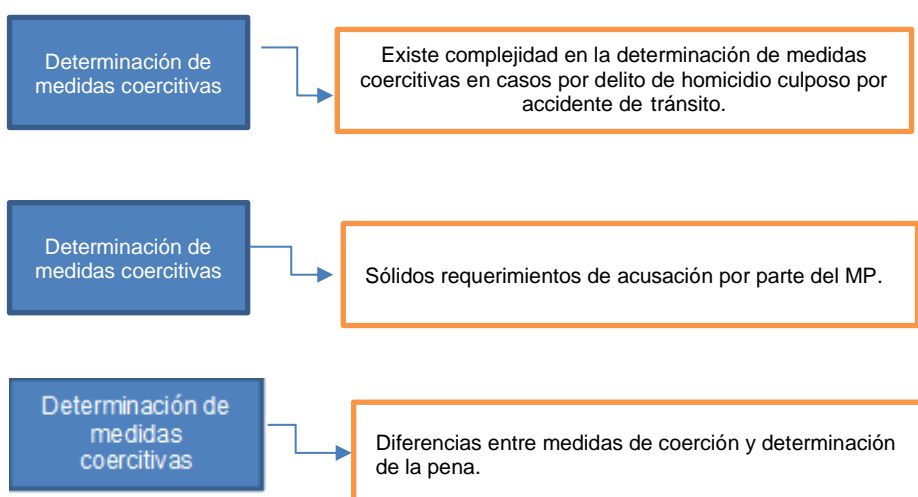 Determinación de
medidas coercitivas
Existe complejidad en la determinación de medidas
coercitivas en casos por delito de homicidio culposo por
accidente de tránsito.
Determinación de
medidas coercitivas
Sólidos requerimientos de acusación por parte del MP.
Determinación de
medidas
coercitivas
Diferencias entre medidas de coerción y determinación
de la pena.